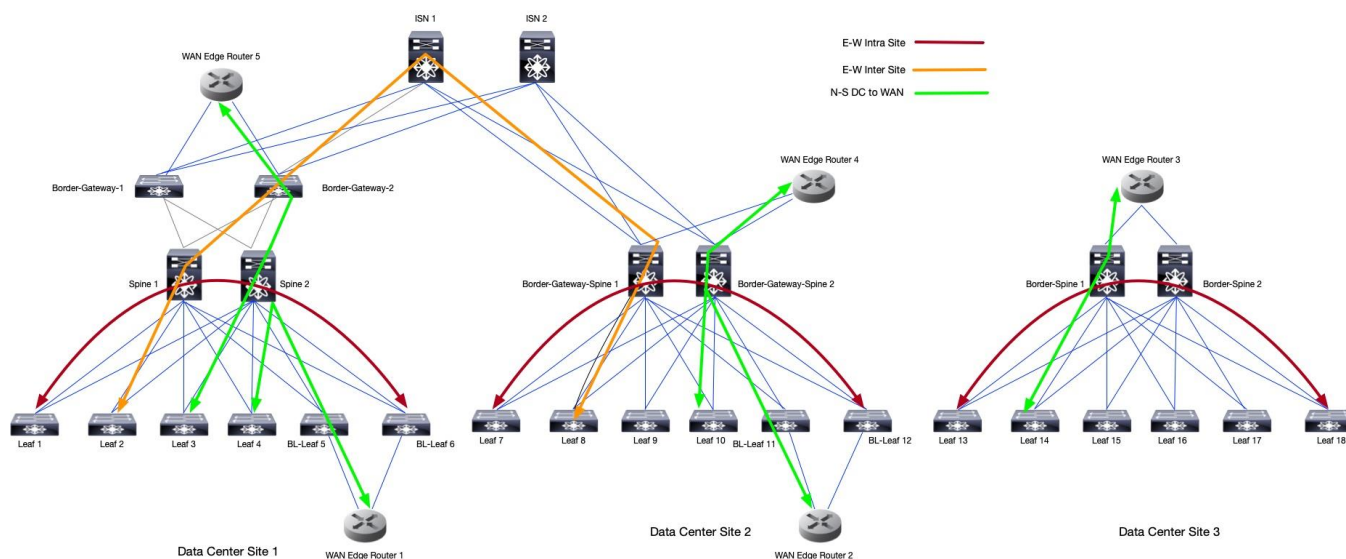 ISN 1
ISN 2
E-W Intra Site
E-W Inter Site
N-S DC to WAN
WAN Edge Router 5
WAN Edge Router 4
WAN Edge Router 3
Border-Gateway-1
Border-Gateway-2
Spine 1
Spine 2
Border-Gateway-Spine 1
Border-Gateway-Spine 2
Border-Spine 1
Border-Spine 2
Leaf 1
Leaf 2
Leaf 3
Leaf 4
BL-Leaf 5
BL-Leaf 6
Leaf 7
Leaf 8
Leaf 9
Leaf 10
BL-Leaf 11
BL-Leaf 12
Leaf 13
Leaf 14
Leaf 15
Leaf 16
Leaf 17
Leaf 18
Data Center Site 1
WAN Edge Router 1
Data Center Site 2
WAN Edge Router 2
Data Center Site 3